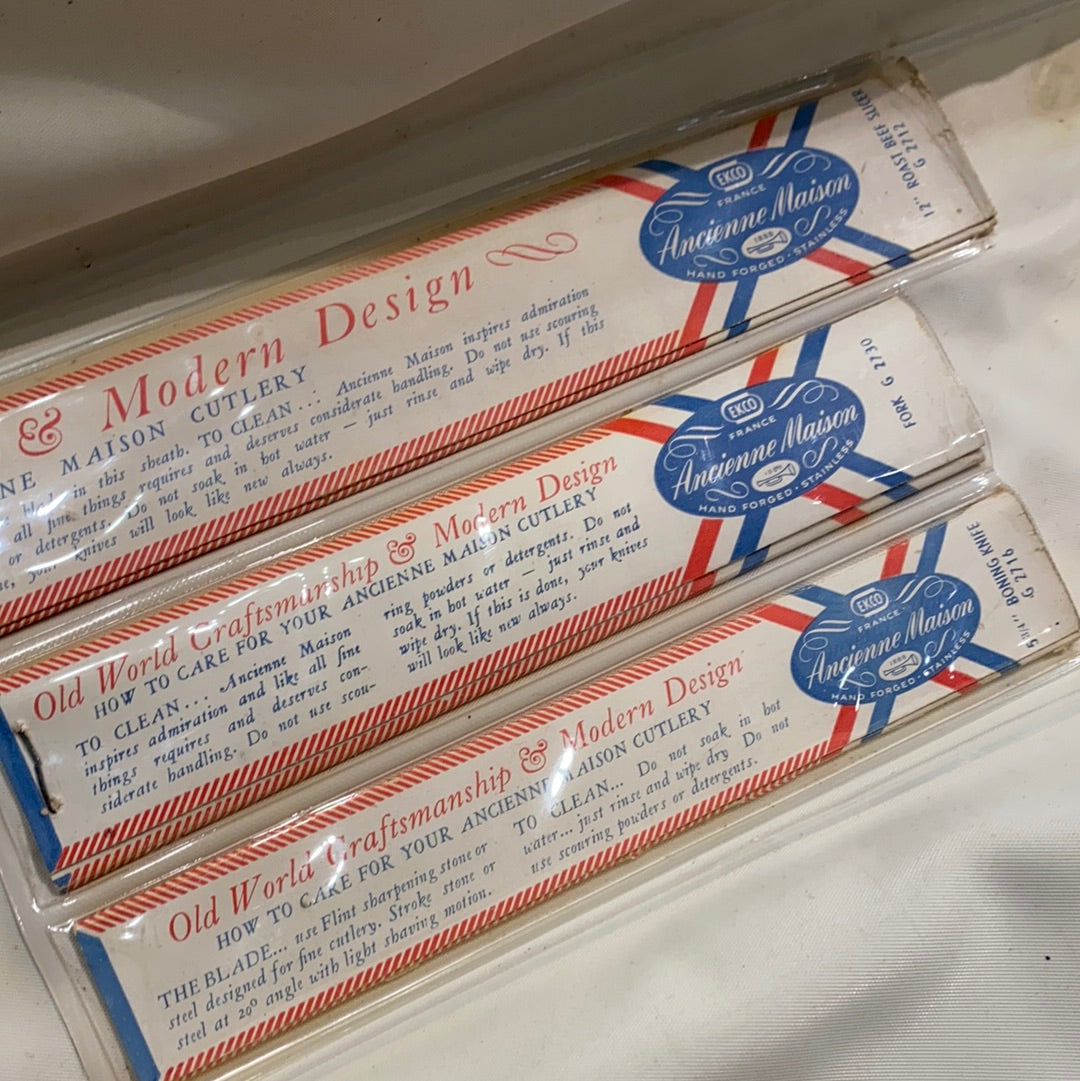 & Modern Design
NE MAISON CUTLERY
in this sheath. TO CLEAN... Ancienne Maison inspires admiration
all fine things requires and deserves considerate handling. Do not use scouring
or detergents. Do not soak in hot water — just rinse and wipe dry. If this
knives will look like new always.
EKCO
FRANCE
Ancienne Maison
1888
HAND FORGED · STAINLESS
12" ROAST BEEF SLICER
G 2712
Old World Craftsmanship & Modern Design
HOW TO CARE FOR YOUR ANCIENNE MAISON CUTLERY
TO CLEAN... Ancienne Maison
inspires admiration and like all fine
things requires and deserves con-
siderate handling. Do not use scou-
ring powders or detergents. Do not
soak in hot water — just rinse and
wipe dry. If this is done, your knives
will look like new always.
EKCO
FRANCE
Ancienne Maison
HAND FORGED · STAINLESS
FORK G 2730
Old World Craftsmanship & Modern Design
HOW TO CARE FOR YOUR ANCIENNE MAISON CUTLERY
THE BLADE... use Flint sharpening stone or
steel designed for fine cutlery. Stroke stone or
steel at 20° angle with light shaving motion.
TO CLEAN... Do not soak in hot
water... just rinse and wipe dry. Do not
use scouring powders or detergents.
EKCO
FRANCE
Ancienne Maison
1888
HAND FORGED · STAINLESS
BONING KNIFE
G 2716